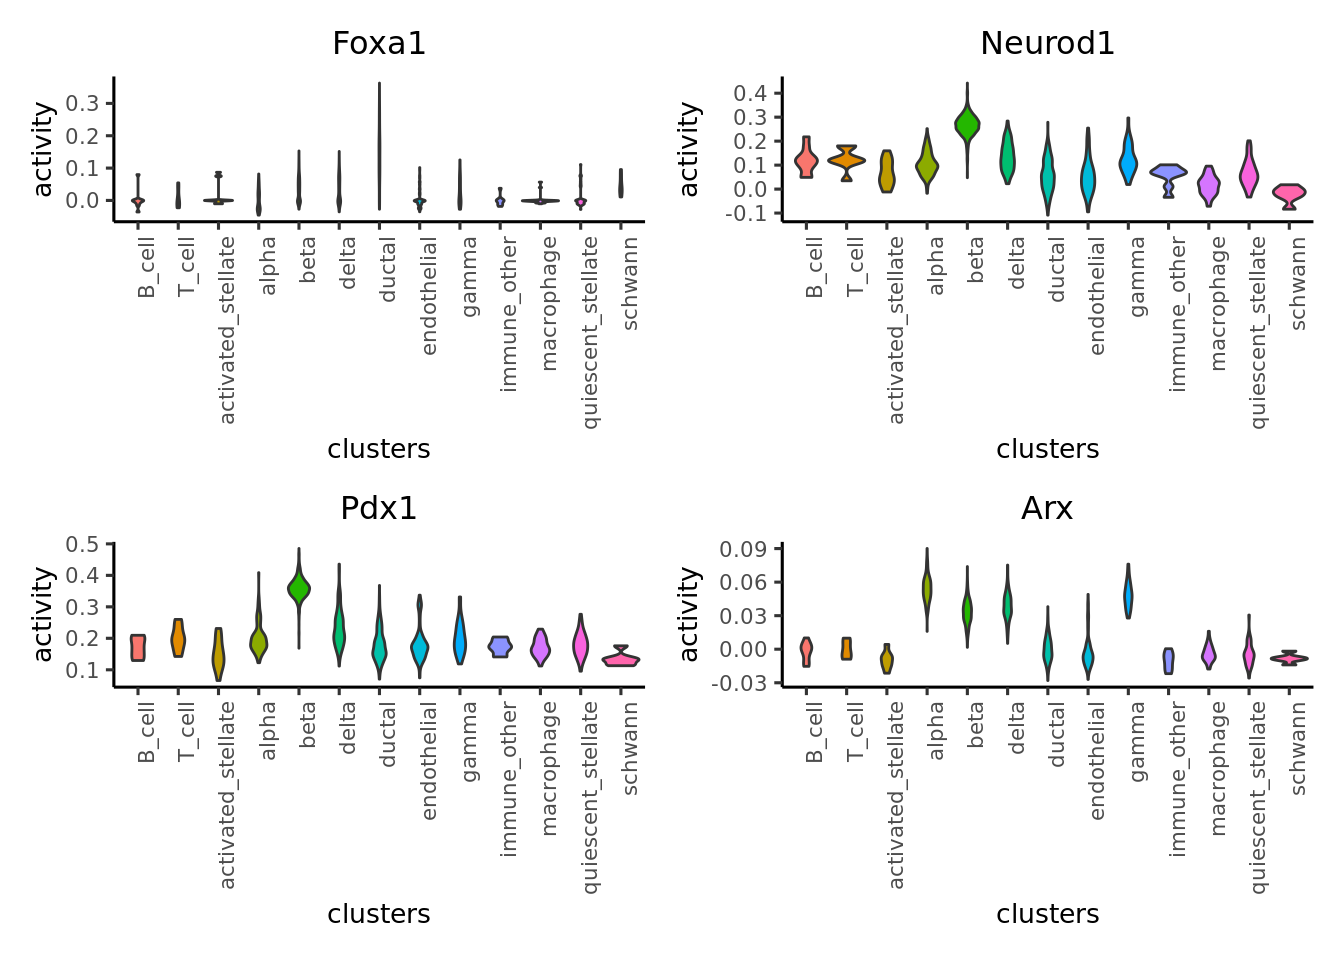 Foxa1
activity
0.3
0.2
0.1
0.0
B_cell
T_cell
activated_stellate
alpha
beta
delta
ductal
endothelial
gamma
immune_other
macrophage
quiescent_stellate
schwann
clusters
Neurod1
activity
0.4
0.3
0.2
0.1
0.0
-0.1
B_cell
T_cell
activated_stellate
alpha
beta
delta
ductal
endothelial
gamma
immune_other
macrophage
quiescent_stellate
schwann
clusters
Pdx1
activity
0.5
0.4
0.3
0.2
0.1
B_cell
T_cell
activated_stellate
alpha
beta
delta
ductal
endothelial
gamma
immune_other
macrophage
quiescent_stellate
schwann
clusters
Arx
activity
0.09
0.06
0.03
0.00
-0.03
B_cell
T_cell
activated_stellate
alpha
beta
delta
ductal
endothelial
gamma
immune_other
macrophage
quiescent_stellate
schwann
clusters